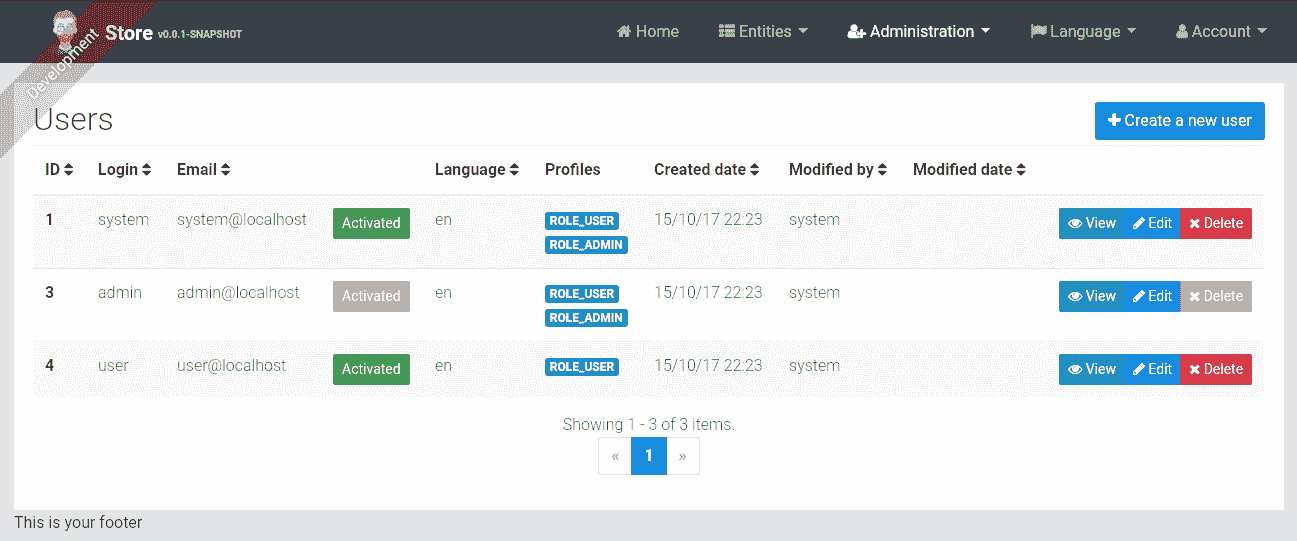 Store v0.0.1-SNAPSHOT Home Entities Administration Language Account
Development
Users Create a new user
ID Login Email Language Profiles Created date Modified by Modified date
1 system system@localhost Activated en ROLE_USER 15/10/17 22:23 system View Edit Delete
ROLE_ADMIN
3 admin admin@localhost Activated en ROLE_USER 15/10/17 22:23 system View Edit Delete
ROLE_ADMIN
4 user user@localhost Activated en ROLE_USER 15/10/17 22:23 system View Edit Delete
Showing 1 - 3 of 3 items.
« 1 »
This is your footer